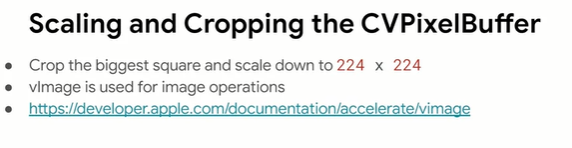 Scaling and Cropping the CVPixelBuffer
● Crop the biggest square and scale down to 224 x 224
● vImage is used for image operations
● https://developer.apple.com/documentation/accelerate/vimage